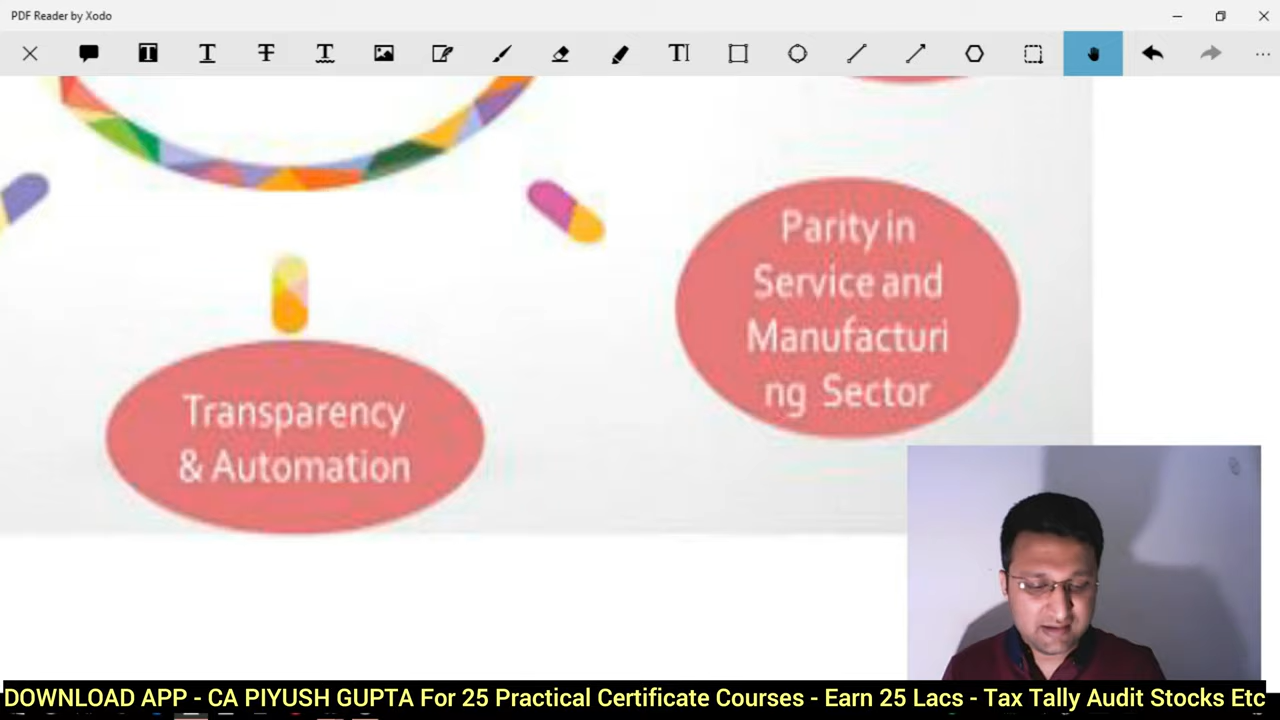 PDF Reader by Xodo
Parity in
Service and
Manufacturi
ng Sector
Transparency
& Automation
DOWNLOAD APP - CA PIYUSH GUPTA For 25 Practical Certificate Courses - Earn 25 Lacs - Tax Tally Audit Stocks Etc